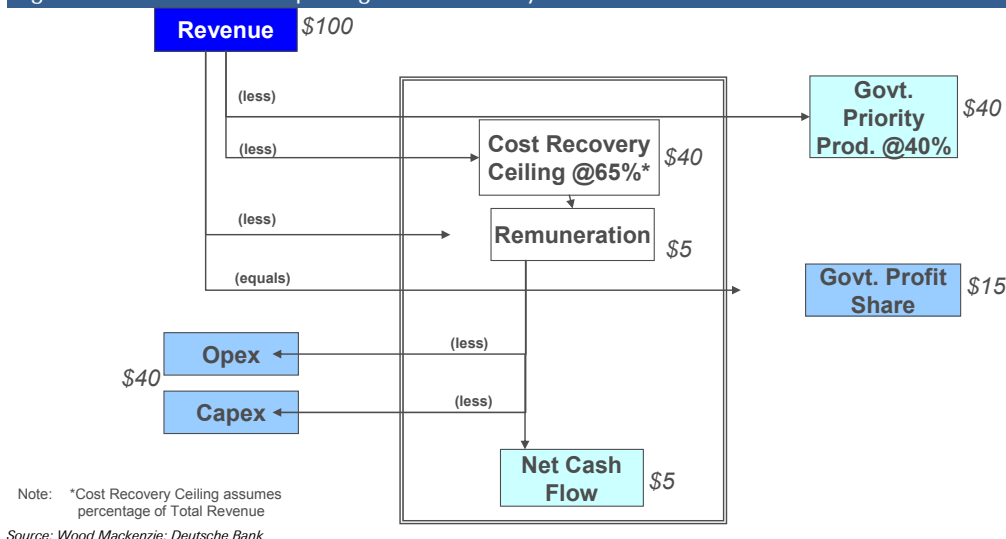 Revenue
$100
(less)
Govt.
Priority
Prod. @40%
$40
(less)
Cost Recovery
Ceiling @65%*
$40
(less)
Remuneration
$5
(equals)
Govt. Profit
Share
$15
(less)
Opex
$40
(less)
Capex
Net Cash
Flow
$5
Note: *Cost Recovery Ceiling assumes
percentage of Total Revenue
Source: Wood Mackenzie; Deutsche Bank